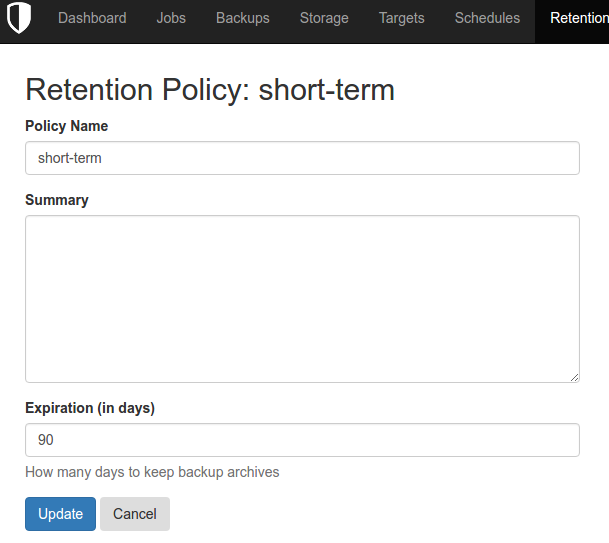 Dashboard Jobs Backups Storage Targets Schedules Retention
Retention Policy: short-term
Policy Name
short-term
Summary
Expiration (in days)
90
How many days to keep backup archives
Update Cancel